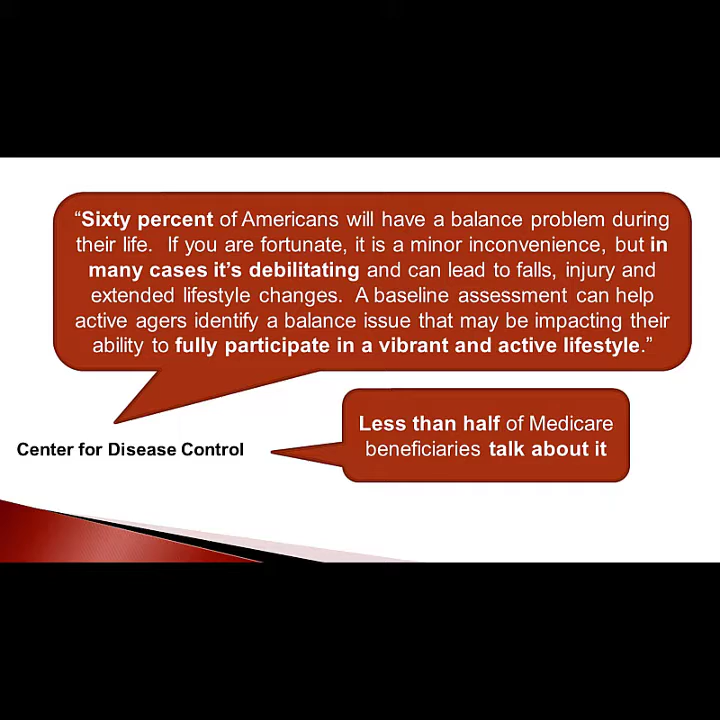 “Sixty percent of Americans will have a balance problem during
their life. If you are fortunate, it is a minor inconvenience, but in
many cases it’s debilitating and can lead to falls, injury and
extended lifestyle changes. A baseline assessment can help
active agers identify a balance issue that may be impacting their
ability to fully participate in a vibrant and active lifestyle.”
Less than half of Medicare
beneficiaries talk about it
Center for Disease Control